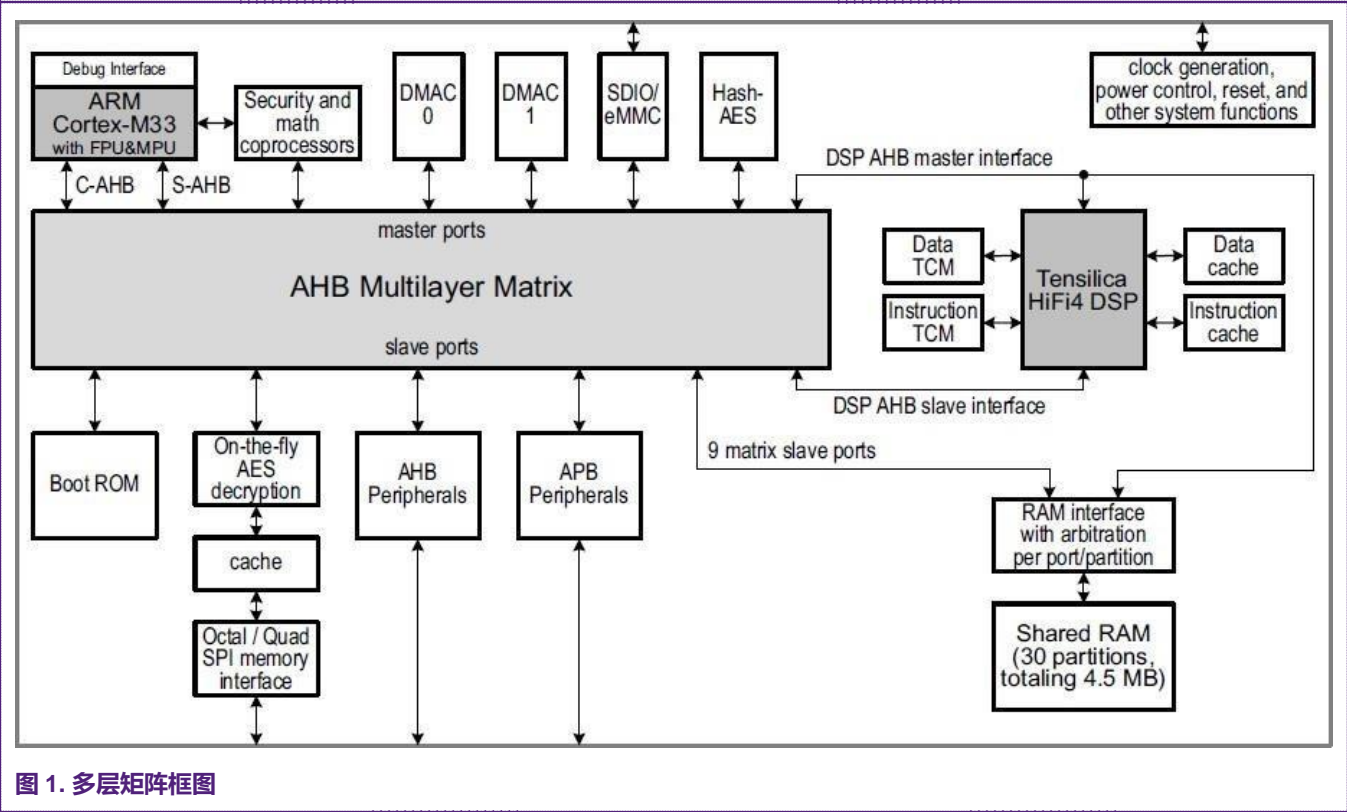 Debug Interface
ARM
Cortex-M33
with FPU&MPU
Security and
math
coprocessors
DMAC
0
DMAC
1
SDIO/
eMMC
Hash-
AES
clock generation,
power control, reset, and
other system functions
C-AHB
S-AHB
DSP AHB master interface
master ports
AHB Multilayer Matrix
slave ports
Data
TCM
Instruction
TCM
Tensilica
HiFi4 DSP
Data
cache
Instruction
cache
DSP AHB slave interface
9 matrix slave ports
Boot ROM
On-the-fly
AES
decryption
AHB
Peripherals
APB
Peripherals
cache
Octal / Quad
SPI memory
interface
RAM interface
with arbitration
per port/partition
Shared RAM
(30 partitions,
totaling 4.5 MB)
图 1. 多层矩阵框图